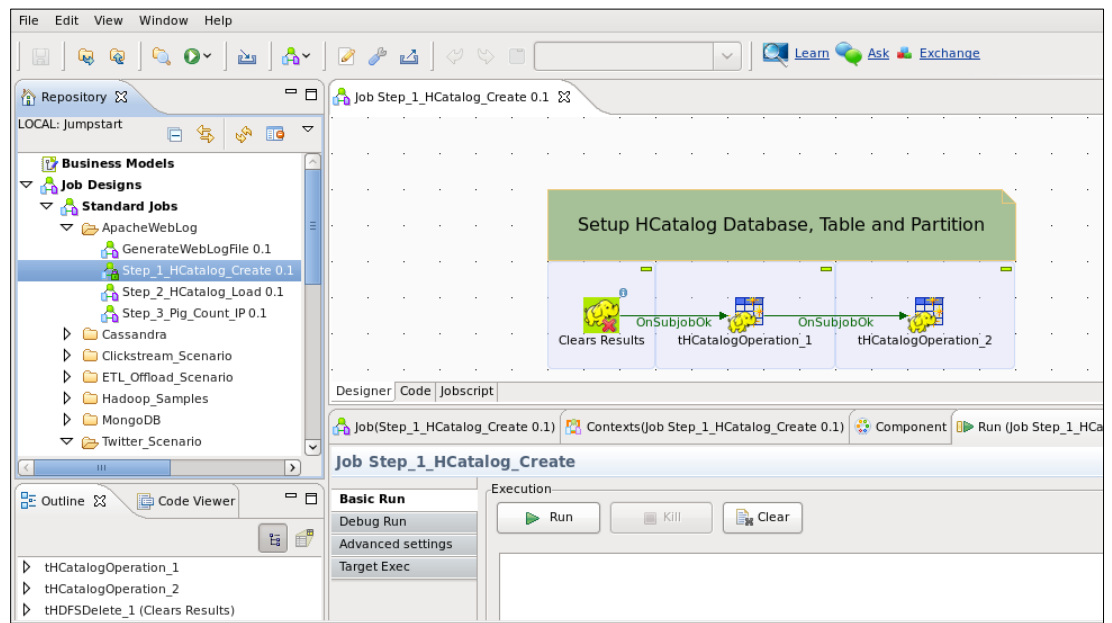 File Edit View Window Help
Learn Ask Exchange
Repository
LOCAL: Jumpstart
Business Models
Job Designs
Standard Jobs
ApacheWebLog
GenerateWebLogFile 0.1
Step_1_HCatalog_Create 0.1
Step_2_HCatalog_Load 0.1
Step_3_Pig_Count_IP 0.1
Cassandra
Clickstream_Scenario
ETL_Offload_Scenario
Hadoop_Samples
MongoDB
Twitter_Scenario
Outline Code Viewer
tHCatalogOperation_1
tHCatalogOperation_2
tHDFSDelete_1 (Clears Results)
Job Step_1_HCatalog_Create 0.1
Setup HCatalog Database, Table and Partition
OnSubjobOk OnSubjobOk
Clears Results tHCatalogOperation_1 tHCatalogOperation_2
Designer Code Jobscript
Job(Step_1_HCatalog_Create 0.1) Contexts(Job Step_1_HCatalog_Create 0.1) Component Run (Job Step_1_HCa
Job Step_1_HCatalog_Create
Basic Run
Debug Run
Advanced settings
Target Exec
Execution
Run Kill Clear